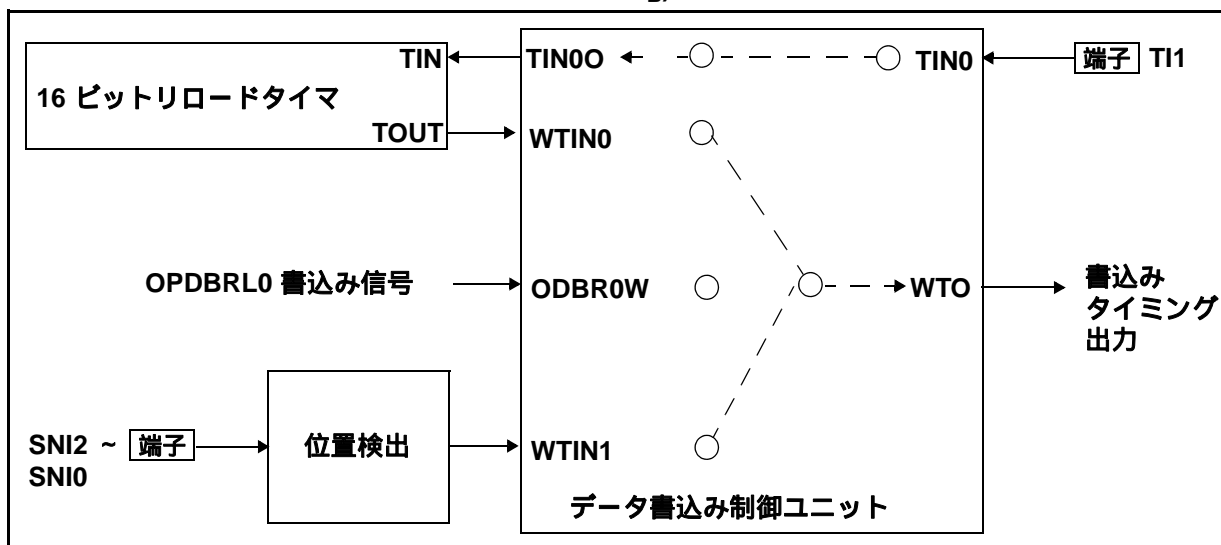 TIN
TIN0O
TIN0
端子 TI1
16 ビットリロードタイマ
TOUT
WTIN0
OPDBRL0 書込み信号
ODBR0W
WTO
書込み
タイミング
出力
SNI2 ~ 端子
SNI0
位置検出
WTIN1
データ書込み制御ユニット